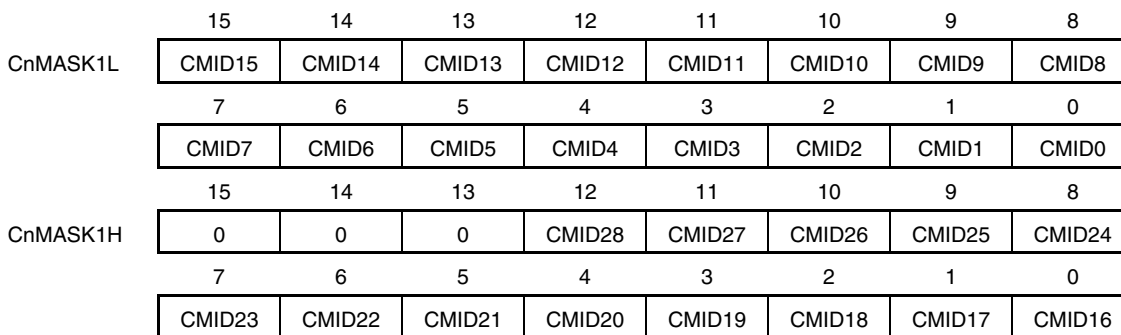 15 14 13 12 11 10 9 8
CnMASK1L CMID15 CMID14 CMID13 CMID12 CMID11 CMID10 CMID9 CMID8
7 6 5 4 3 2 1 0
CMID7 CMID6 CMID5 CMID4 CMID3 CMID2 CMID1 CMID0
15 14 13 12 11 10 9 8
CnMASK1H 0 0 0 CMID28 CMID27 CMID26 CMID25 CMID24
7 6 5 4 3 2 1 0
CMID23 CMID22 CMID21 CMID20 CMID19 CMID18 CMID17 CMID16